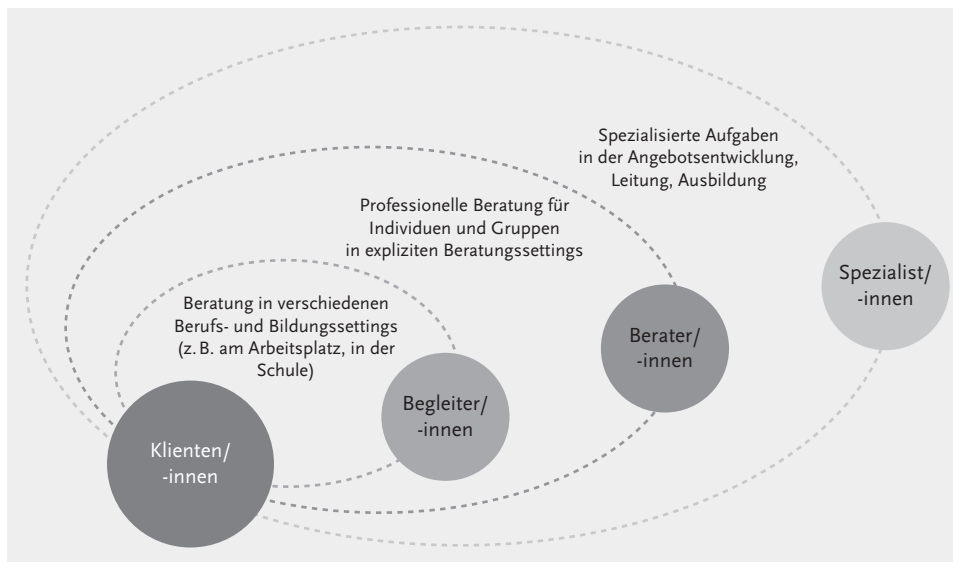 Spezialisierte Aufgaben
in der Angebotsentwicklung,
Leitung, Ausbildung
Professionelle Beratung für
Individuen und Gruppen
in expliziten Beratungssettings
Spezialist/
-innen
Beratung in verschiedenen
Berufs- und Bildungssettings
(z. B. am Arbeitsplatz, in der
Schule)
Berater/
-innen
Begleiter/
-innen
Klienten/
-innen